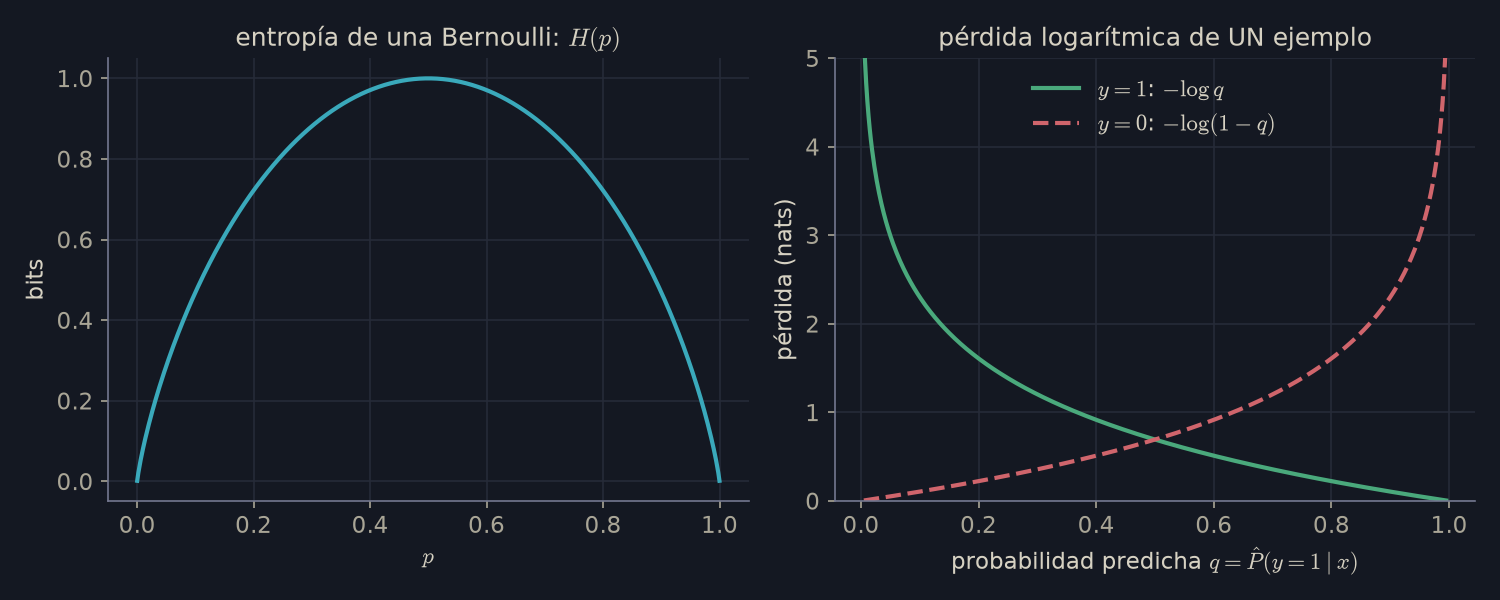 entropía de una Bernoulli: H(p)
1.0
0.8
0.6
0.4
0.2
0.0
bits
0.0 0.2 0.4 0.6 0.8 1.0
p
pérdida logarítmica de UN ejemplo
y = 1: −log q
y = 0: −log(1 − q)
5
4
3
2
1
0
pérdida (nats)
0.0 0.2 0.4 0.6 0.8 1.0
probabilidad predicha q = P̂(y = 1 | x)